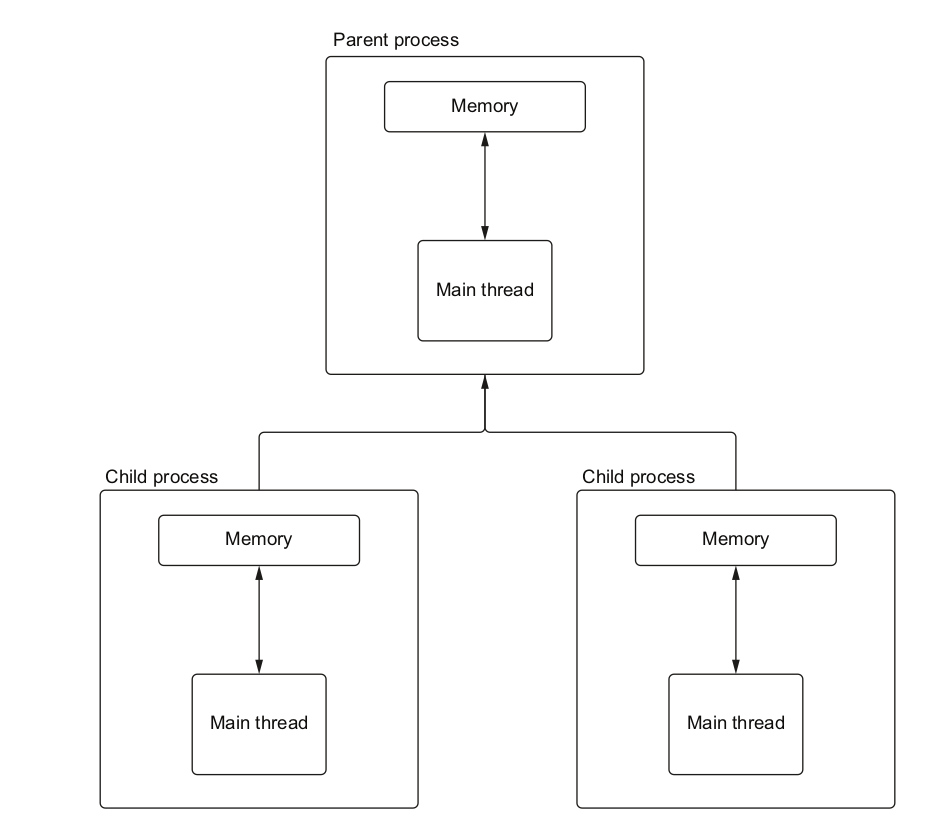 Parent process
Memory
Main thread
Child process
Child process
Memory
Memory
Main thread
Main thread